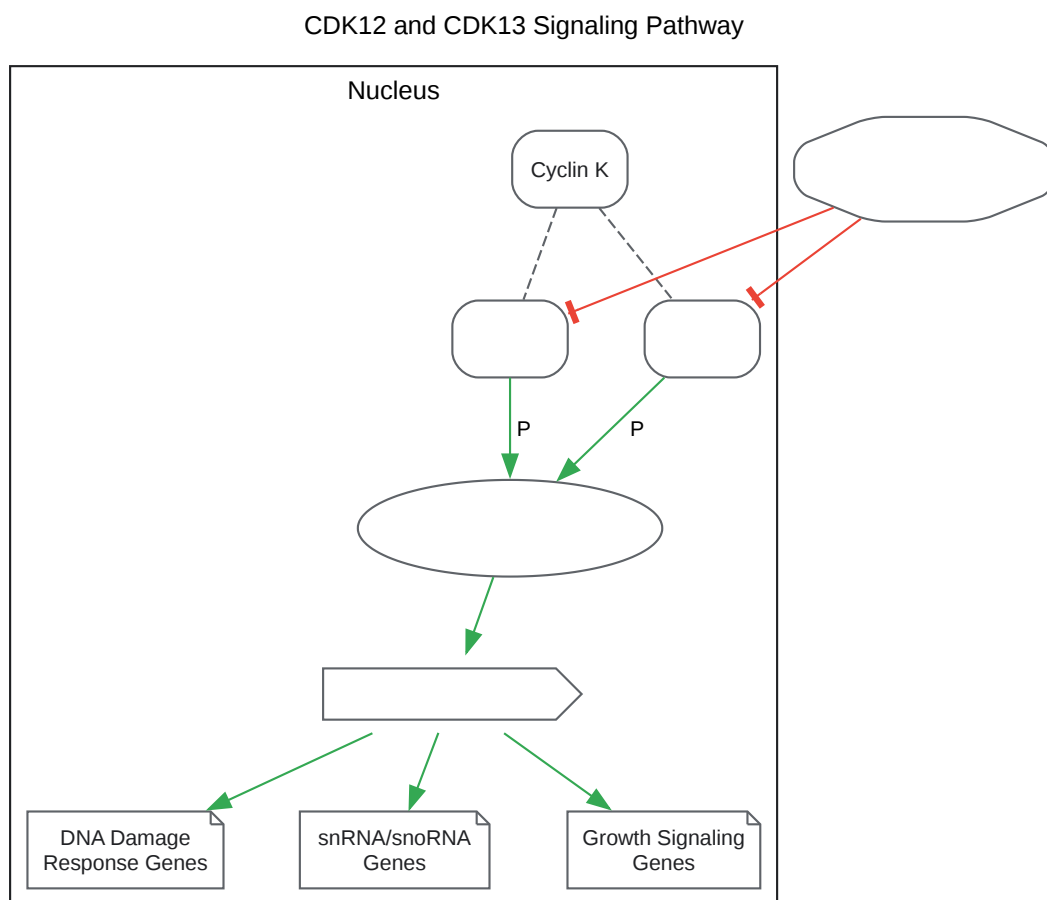 CDK12 and CDK13 Signaling Pathway
Nucleus
Cyclin K
P
P
DNA Damage
Response Genes
snRNA/snoRNA
Genes
Growth Signaling
Genes